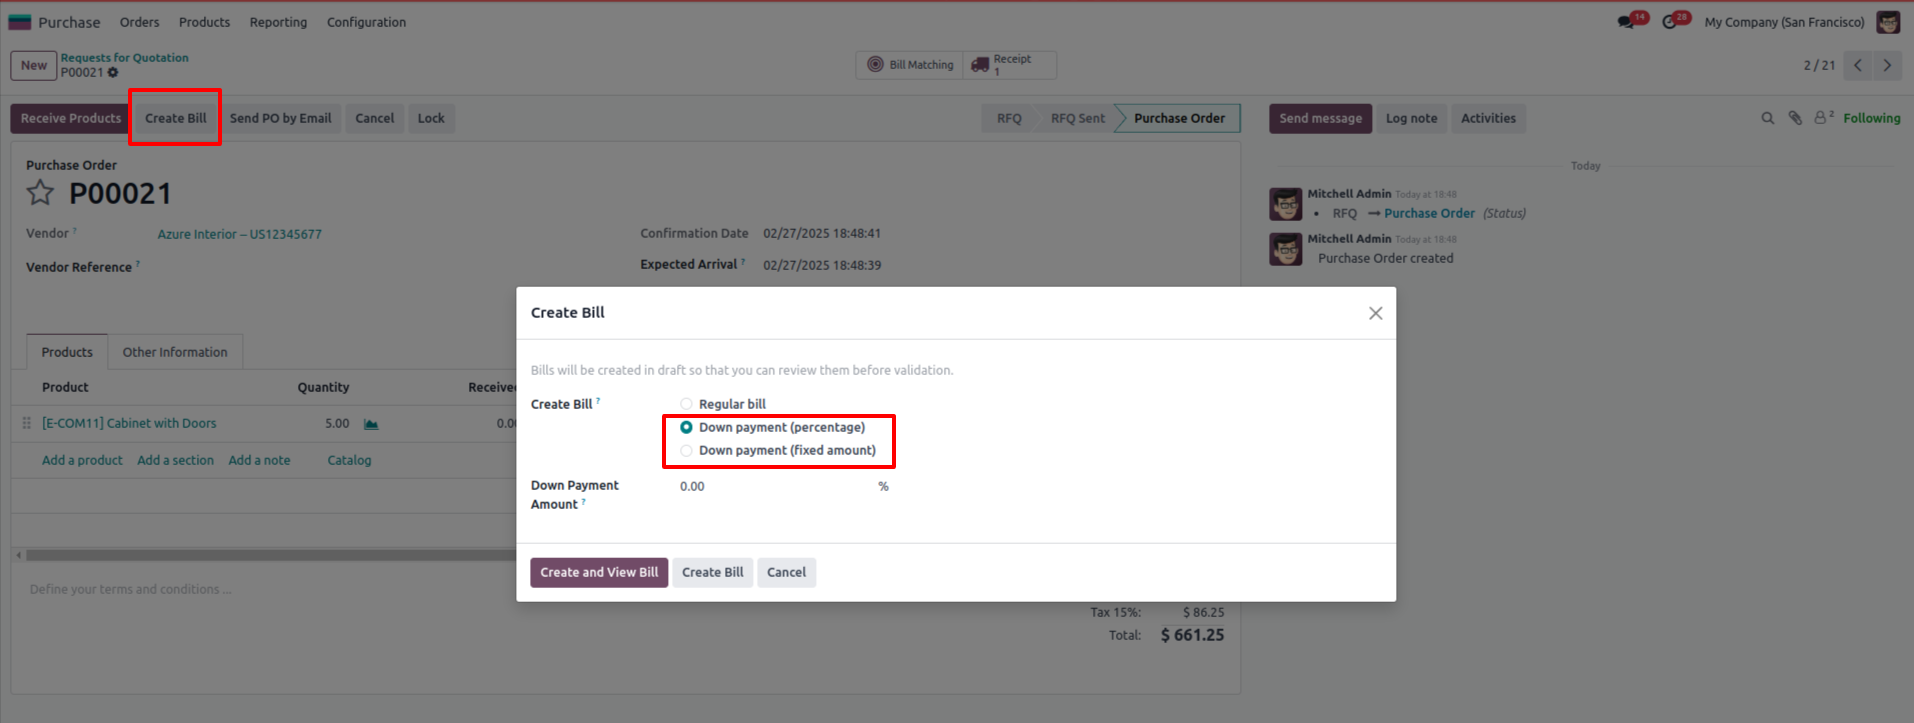 Purchase Orders Products Reporting Configuration 14 28 My Company (San Francisco)
New Requests for Quotation
P00021
Bill Matching Receipt
1
2 / 21
Receive Products Create Bill Send PO by Email Cancel Lock RFQ RFQ Sent Purchase Order Send message Log note Activities 2 Following
Purchase Order
P00021
Vendor ? Azure Interior – US12345677
Vendor Reference ?
Confirmation Date 02/27/2025 18:48:41
Expected Arrival ? 02/27/2025 18:48:39
Today
Mitchell Admin Today at 18:48
• RFQ → Purchase Order (Status)
Mitchell Admin Today at 18:48
Purchase Order created
Products Other Information
Product Quantity Received
[E-COM11] Cabinet with Doors 5.00 0.0
Add a product Add a section Add a note Catalog
Define your terms and conditions ...
Create Bill
Bills will be created in draft so that you can review them before validation.
Create Bill ? Regular bill
Down payment (percentage)
Down payment (fixed amount)
Down Payment
Amount ? 0.00 %
Create and View Bill Create Bill Cancel
Tax 15%: $ 86.25
Total: $ 661.25